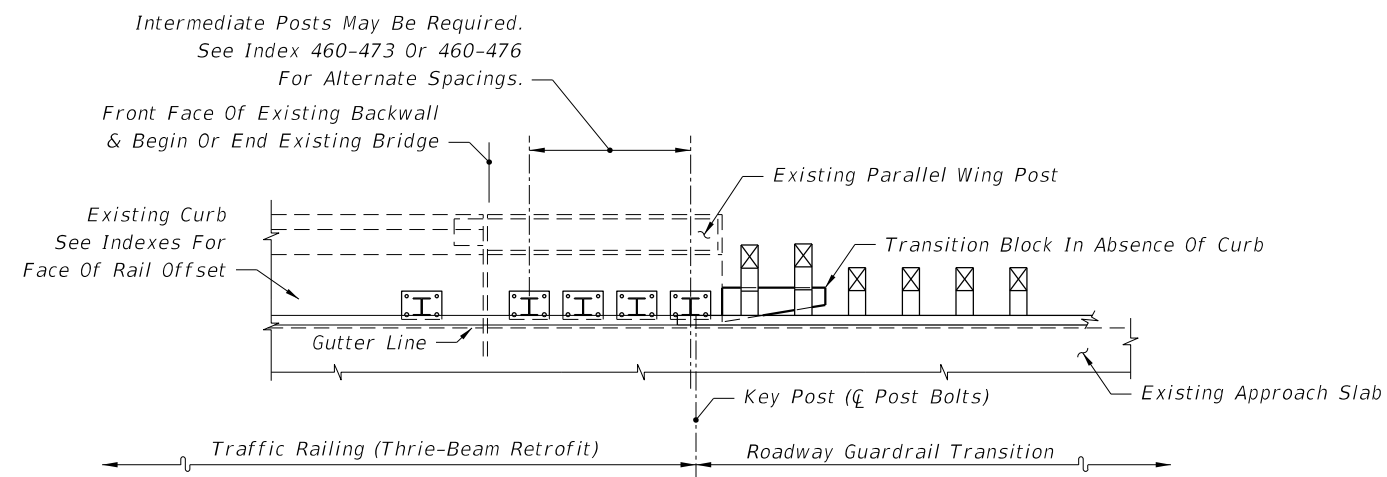 Intermediate Posts May Be Required.
See Index 460-473 Or 460-476
For Alternate Spacings.
Front Face Of Existing Backwall
& Begin Or End Existing Bridge
Existing Parallel Wing Post
Existing Curb
See Indexes For
Face Of Rail Offset
Transition Block In Absence Of Curb
Gutter Line
Existing Approach Slab
Key Post (℄ Post Bolts)
Traffic Railing (Thrie-Beam Retrofit)
Roadway Guardrail Transition